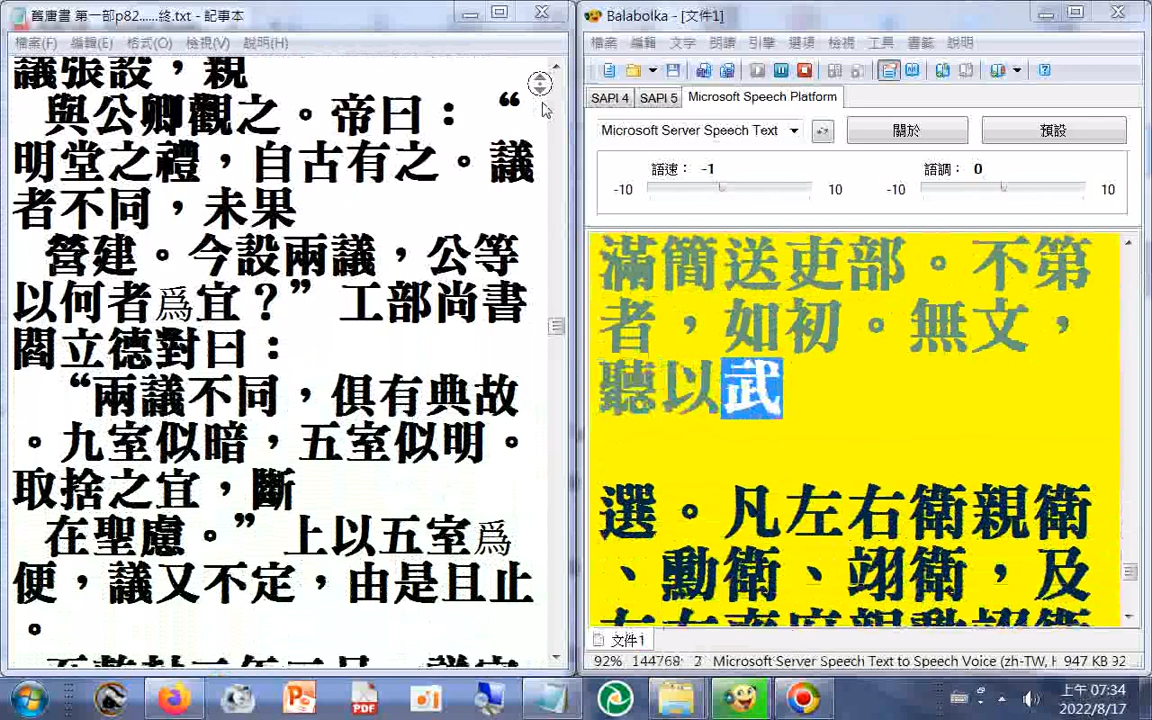 舊唐書 第一部p82......終.txt - 記事本
檔案(F) 編輯(E) 格式(O) 檢視(V) 說明(H)
議張設，親
與公卿觀之。帝曰：“
明堂之禮，自古有之。議
者不同，未果
營建。今設兩議，公等
以何者爲宜？”工部尚書
閻立德對曰：
“兩議不同，俱有典故
。九室似暗，五室似明。
取捨之宜，斷
在聖慮。”上以五室爲
便，議又不定，由是且止
。
Balabolka - [文件1]
檔案 編輯 文字 朗讀 引擎 選項 檢視 工具 書籤 說明
SAPI 4 SAPI 5 Microsoft Speech Platform
Microsoft Server Speech Text 關於 預設
語速： -1 語調： 0
-10 10 -10 10
滿簡送吏部。不第
者，如初。無文，
聽以武
選。凡左右衛親衛
、勳衛、翊衛，及
左右率府親勳翊衛
文件1
92% 144768: Microsoft Server Speech Text to Speech Voice (zh-TW, H 947 KB 92
PDF
上午 07:34
2022/8/17